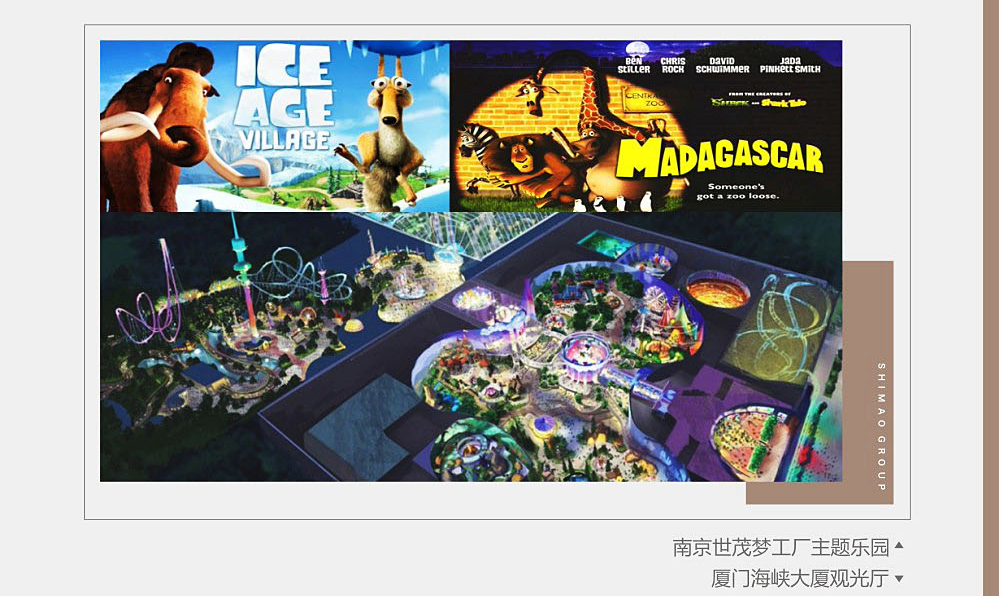 ICE
AGE
VILLAGE
BEN STILLER CHRIS ROCK DAVID SCHWIMMER JADA PINKETT SMITH
FROM THE CREATORS OF
SHREK AND Shark Tale
CENTRAL
ZOO
MADAGASCAR
Someone's
got a zoo loose.
SHIMAO GROUP
南京世茂梦工厂主题乐园▲
厦门海峡大厦观光厅▼